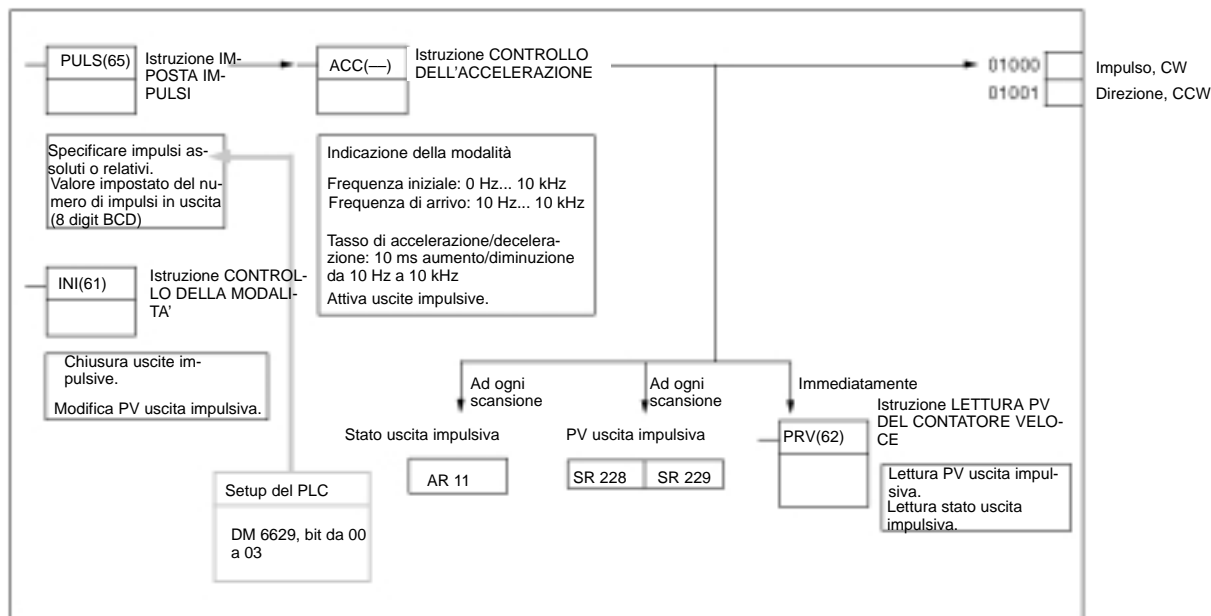 PULS(65)
Istruzione IM-
POSTA IM-
PULSI
ACC(—)
Istruzione CONTROLLO
DELL'ACCELERAZIONE
01000
Impulso, CW
01001
Direzione, CCW
Specificare impulsi as-
soluti o relativi.
Valore impostato del nu-
mero di impulsi in uscita
(8 digit BCD)
Indicazione della modalità
Frequenza iniziale: 0 Hz... 10 kHz
Frequenza di arrivo: 10 Hz... 10 kHz
Tasso di accelerazione/decelera-
zione: 10 ms aumento/diminuzione
da 10 Hz a 10 kHz
Attiva uscite impulsive.
INI(61)
Istruzione CONTROL-
LO DELLA MODALI-
TA'
Chiusura uscite im-
pulsive.
Modifica PV uscita impulsiva.
Ad ogni
scansione
Ad ogni
scansione
Immediatamente
Stato uscita impulsiva
PV uscita impulsiva
PRV(62)
Istruzione LETTURA PV
DEL CONTATORE VELO-
CE
AR 11
SR 228
SR 229
Lettura PV uscita impul-
siva.
Lettura stato uscita
impulsiva.
Setup del PLC
DM 6629, bit da 00
a 03